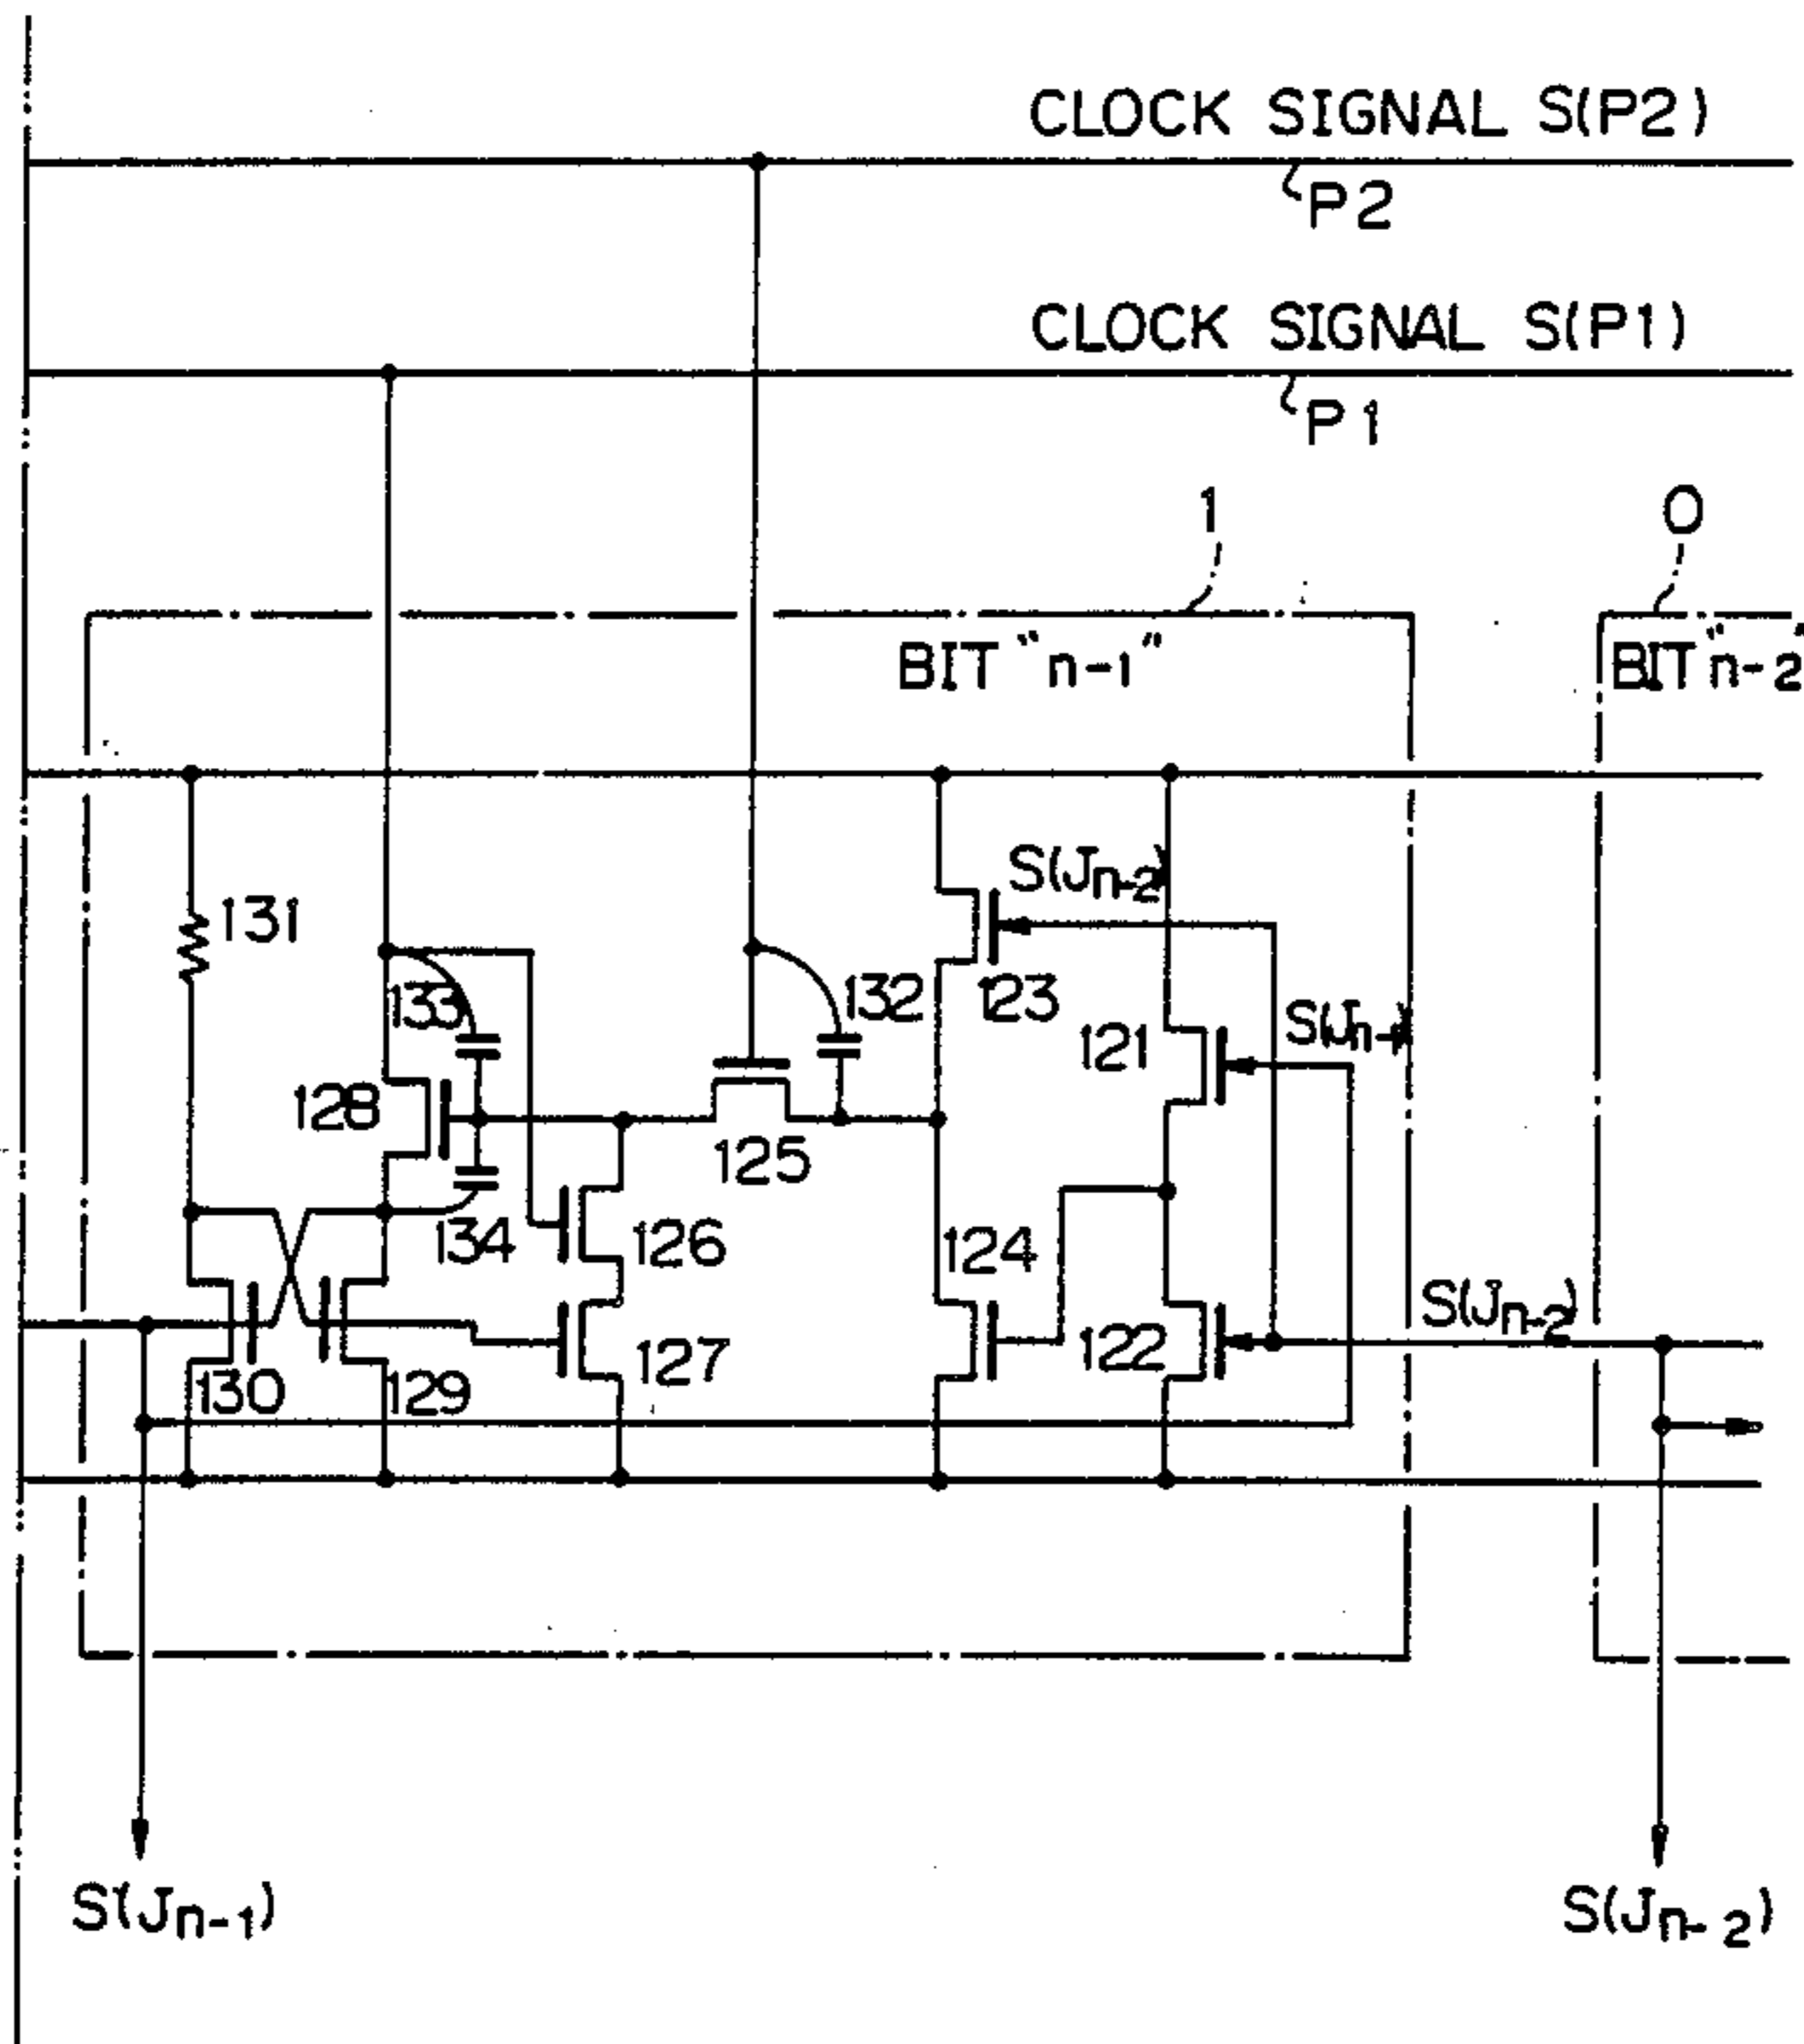 CLOCK SIGNAL S(P2)
P2
CLOCK SIGNAL S(P1)
P1
1
0
BIT "n-1"
BIT "n-2"
S(Jn-2)
131
133
132
123
S(Jn-1)
121
128
125
134
126
124
S(Jn-2)
122
127
130
129
S(Jn-1)
S(Jn-2)